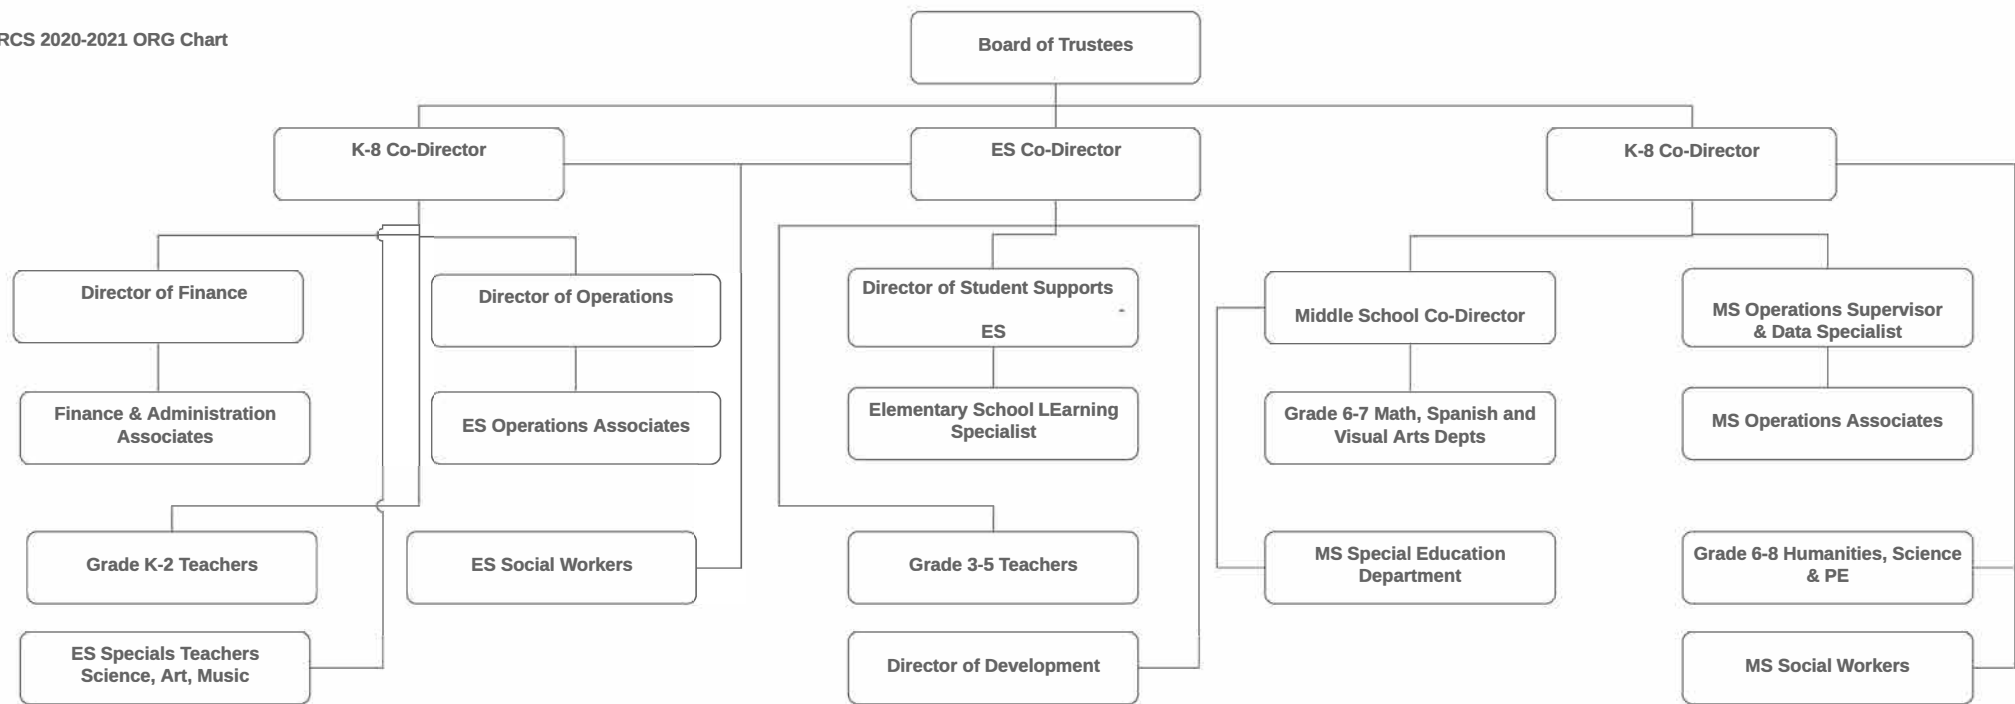 RCS 2020-2021 ORG Chart
Board of Trustees
K-8 Co-Director
ES Co-Director
K-8 Co-Director
Director of Finance
Director of Operations
Director of Student Supports
-
ES
Middle School Co-Director
MS Operations Supervisor
& Data Specialist
Finance & Administration
Associates
ES Operations Associates
Elementary School LEarning
Specialist
Grade 6-7 Math, Spanish and
Visual Arts Depts
MS Operations Associates
Grade K-2 Teachers
ES Social Workers
Grade 3-5 Teachers
MS Special Education
Department
Grade 6-8 Humanities, Science
& PE
ES Specials Teachers
Science, Art, Music
Director of Development
MS Social Workers